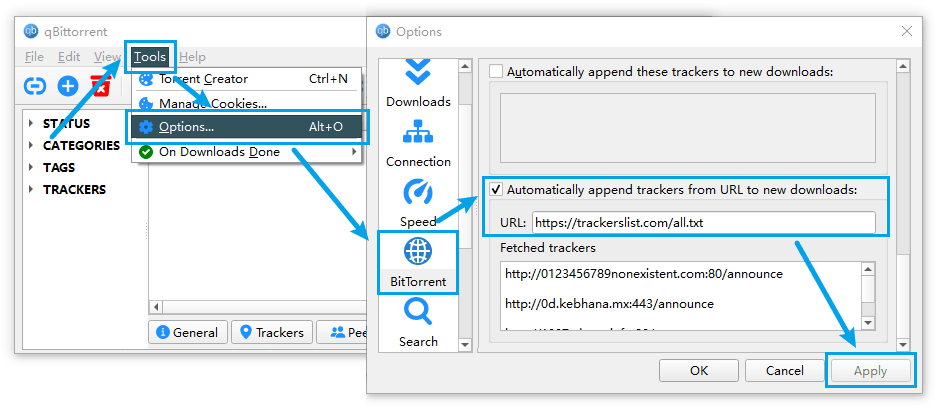 qBittorrent
File Edit View Tools Help
Torrent Creator Ctrl+N
Manage Cookies...
Options... Alt+O
On Downloads Done
STATUS
CATEGORIES
TAGS
TRACKERS
General
Trackers
Options
Downloads
Connection
Speed
BitTorrent
Search
Automatically append these trackers to new downloads:
Automatically append trackers from URL to new downloads:
URL: https://trackerslist.com/all.txt
Fetched trackers
http://0123456789nonexistent.com:80/announce
http://0d.kebhana.mx:443/announce
OK
Cancel
Apply